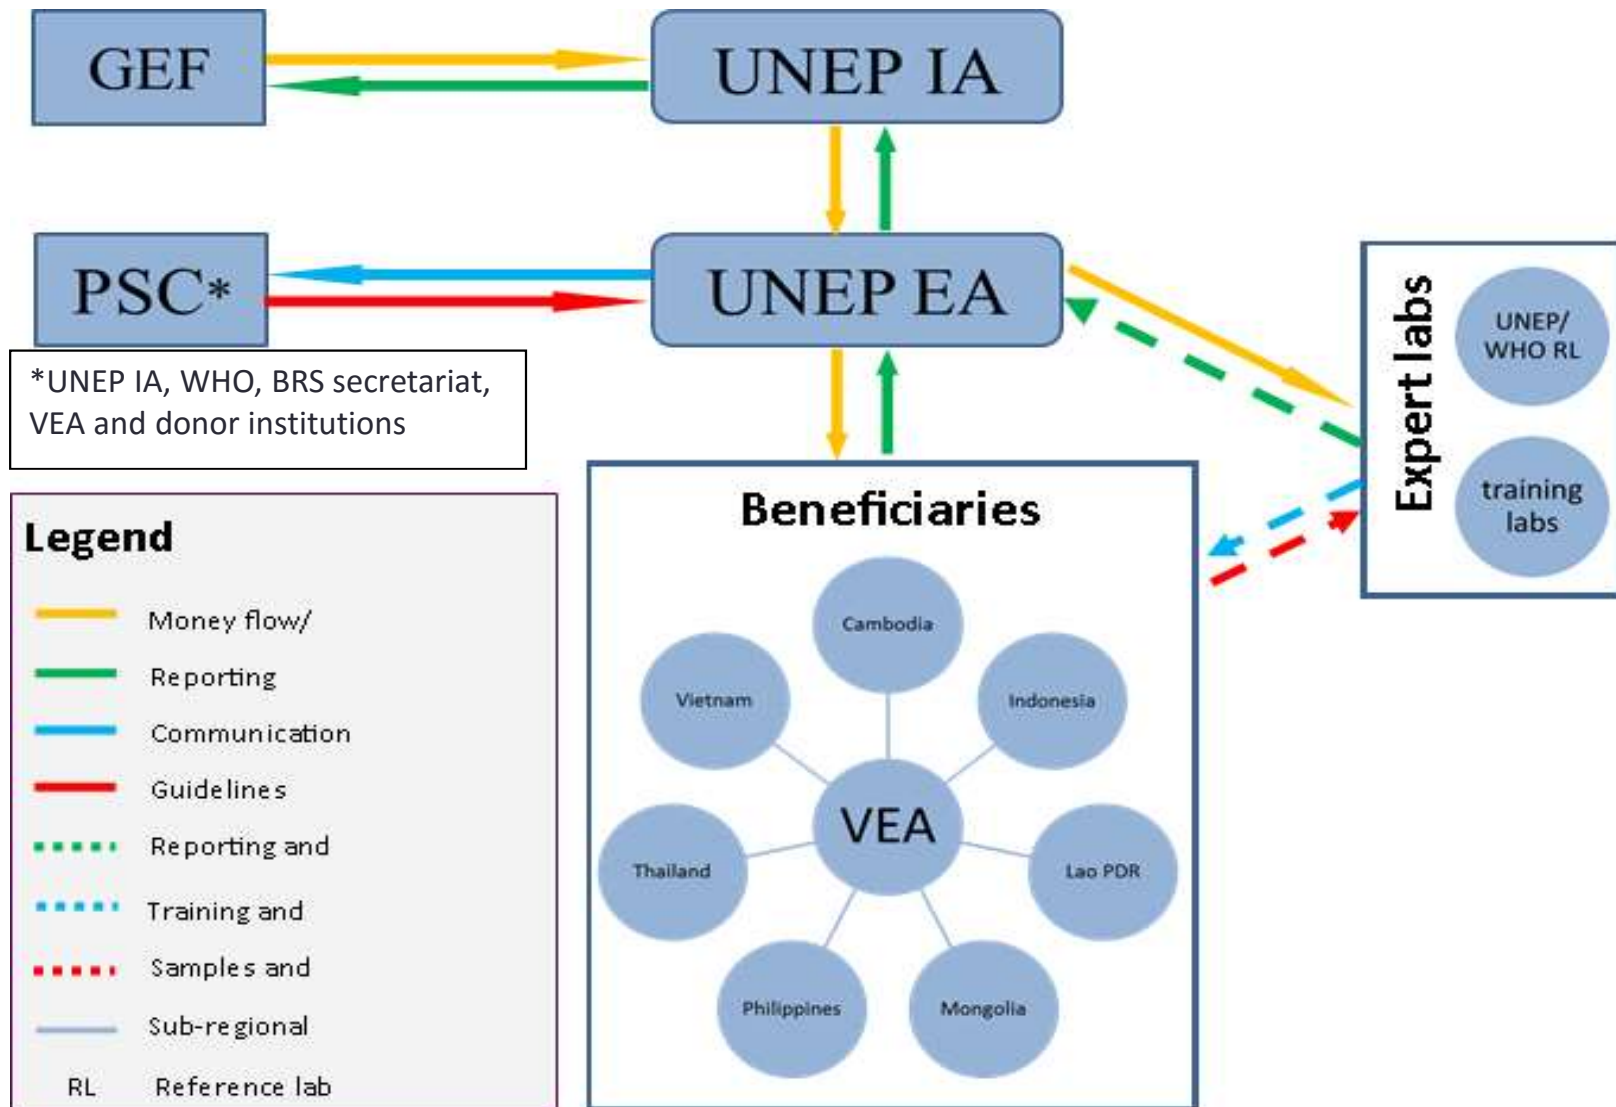 GEF
UNEP IA
PSC*
UNEP EA
*UNEP IA, WHO, BRS secretariat,
VEA and donor institutions
Expert labs
UNEP/
WHO RL
training
labs
Legend
Money flow/
Reporting
Communication
Guidelines
Reporting and
Training and
Samples and
Sub-regional
RL Reference lab
Beneficiaries
Cambodia
Vietnam
Indonesia
VEA
Thailand
Lao PDR
Philippines
Mongolia